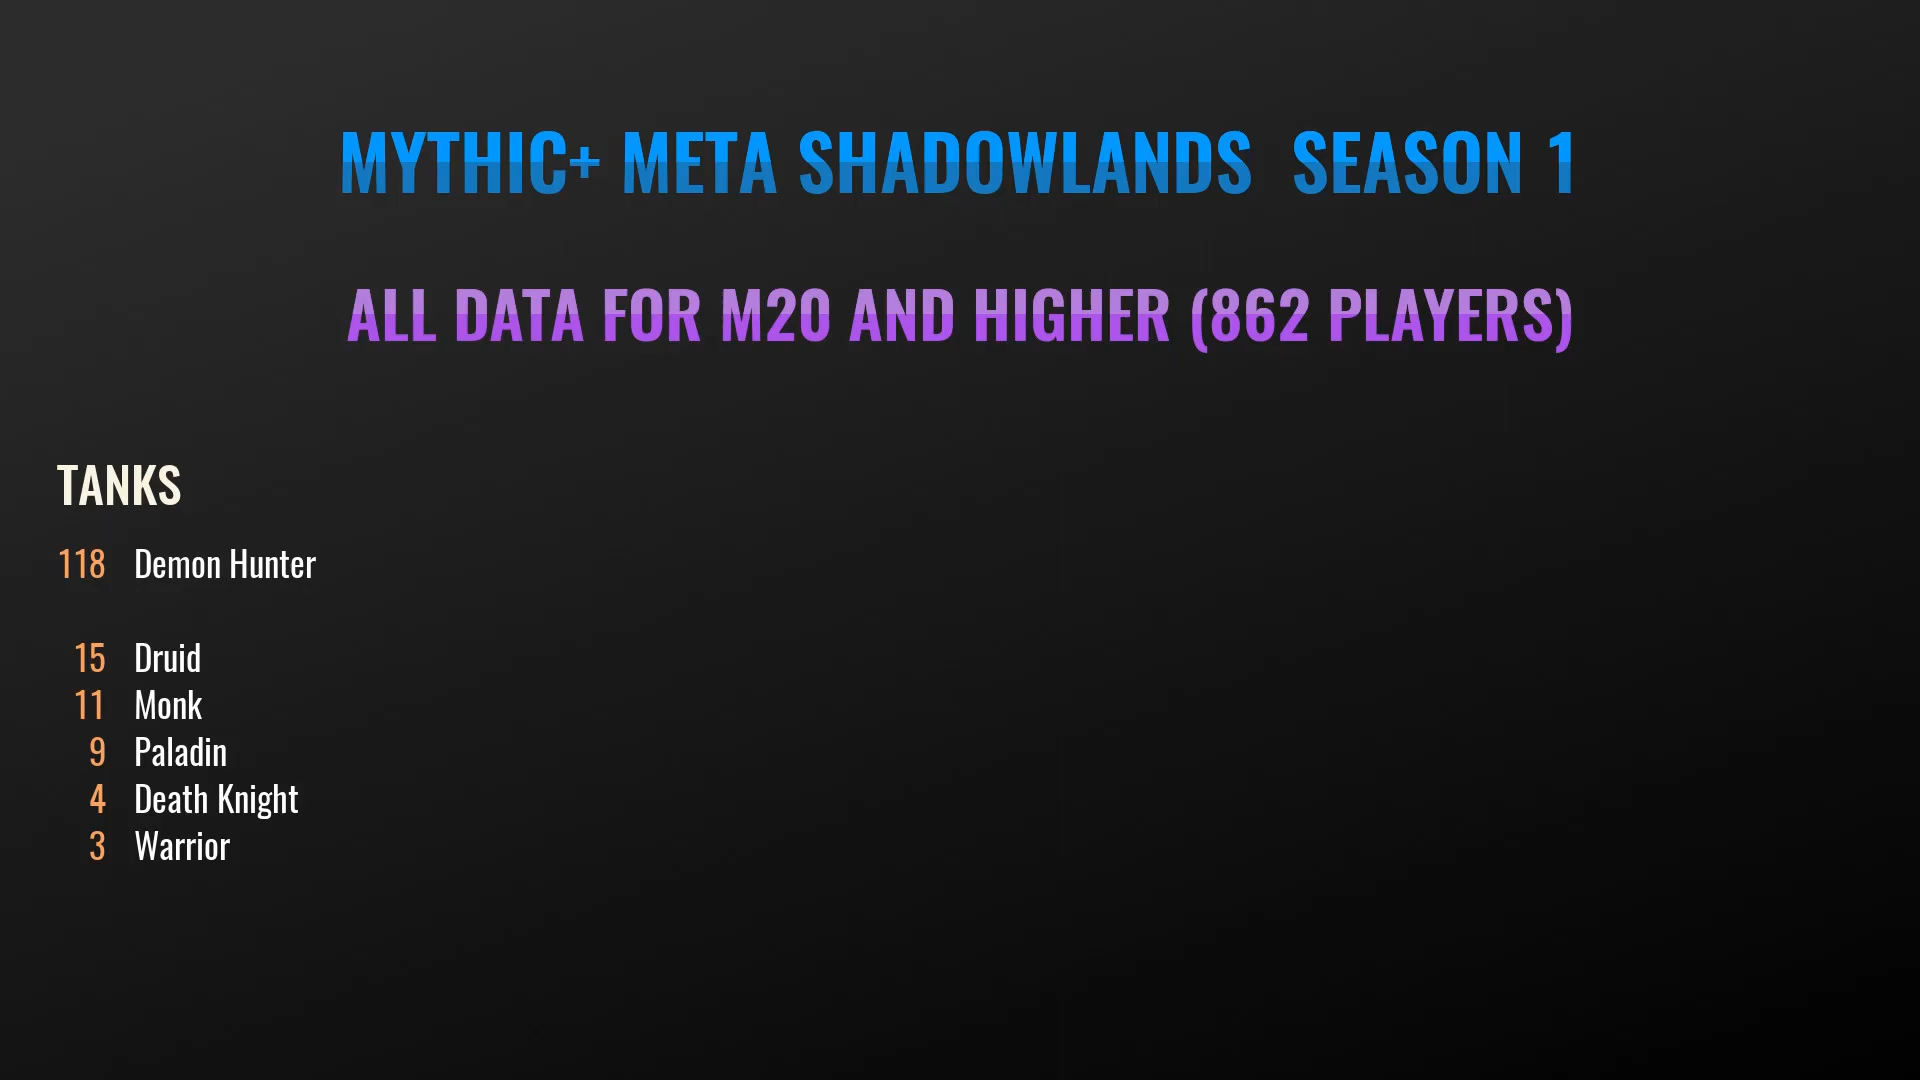 MYTHIC+ META SHADOWLANDS  SEASON 1
ALL DATA FOR M20 AND HIGHER (862 PLAYERS)
TANKS
118 Demon Hunter
15 Druid
11 Monk
9 Paladin
4 Death Knight
3 Warrior